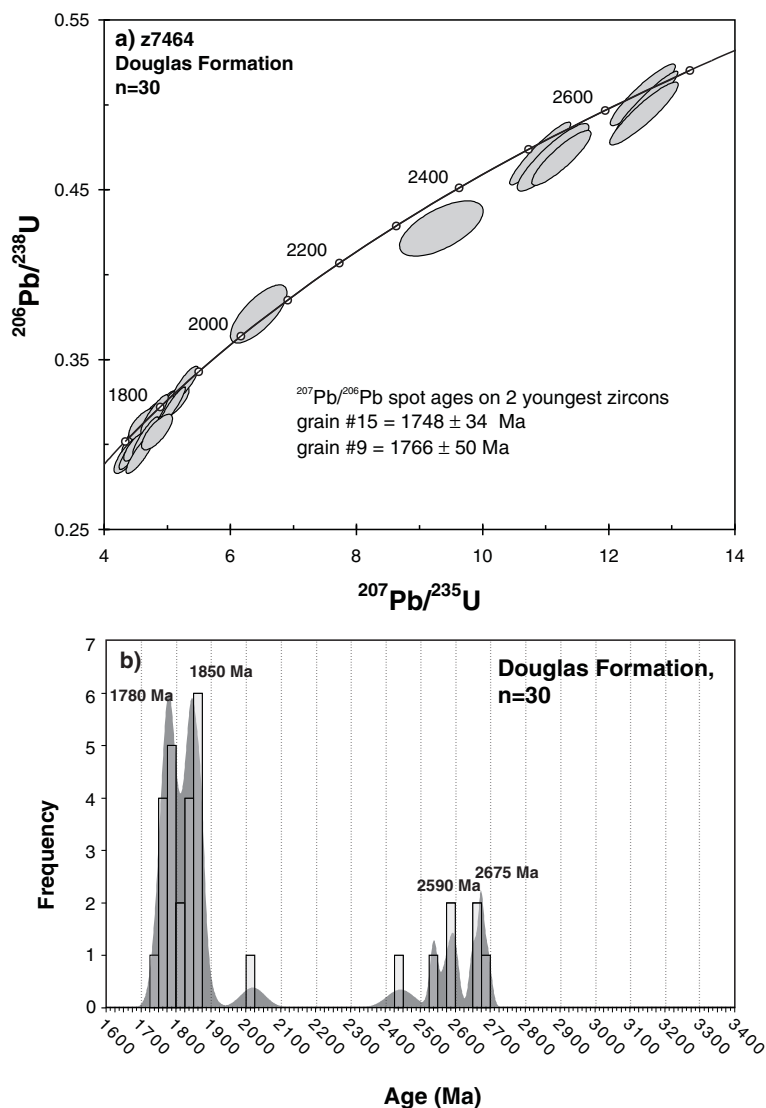 a) z7464
Douglas Formation
n=30
0.55
0.45
0.35
0.25
206Pb/238U
1800
2000
2200
2400
2600
207Pb/206Pb spot ages on 2 youngest zircons
grain #15 = 1748 ± 34 Ma
grain #9 = 1766 ± 50 Ma
4
6
8
10
12
14
207Pb/235U
b)
Douglas Formation,
n=30
1780 Ma
1850 Ma
2590 Ma
2675 Ma
7
6
5
4
3
2
1
0
Frequency
1600
1700
1800
1900
2000
2100
2200
2300
2400
2500
2600
2700
2800
2900
3000
3100
3200
3300
3400
Age (Ma)